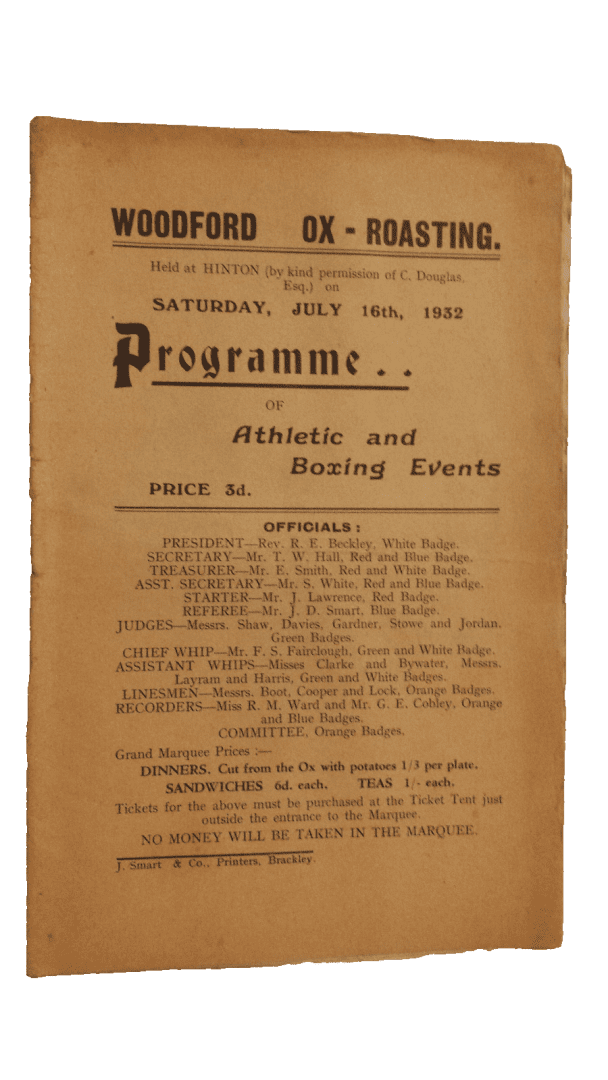 WOODFORD OX - ROASTING.
Held at HINTON (by kind permission of C. Douglas,
Esq.) on
SATURDAY, JULY 16th, 1932
Programme . .
OF
Athletic and
Boxing Events
PRICE 3d.
OFFICIALS :
PRESIDENT—Rev. R. E. Beckley, White Badge.
SECRETARY—Mr. T. W. Hall, Red and Blue Badge.
TREASURER—Mr. E. Smith, Red and White Badge.
ASST. SECRETARY—Mr. S. White, Red and Blue Badge.
STARTER—Mr. J. Lawrence, Red Badge.
REFEREE—Mr. J. D. Smart, Blue Badge.
JUDGES—Messrs. Shaw, Davies, Gardner, Stowe and Jordan,
Green Badges.
CHIEF WHIP—Mr. F. S. Fairclough, Green and White Badge.
ASSISTANT WHIPS—Misses Clarke and Bywater, Messrs.
Layram and Harris, Green and White Badges.
LINESMEN—Messrs. Boot, Cooper and Lock, Orange Badges.
RECORDERS—Miss R. M. Ward and Mr. G. E. Cobley, Orange
and Blue Badges.
COMMITTEE, Orange Badges.
Grand Marquee Prices :—
DINNERS. Cut from the Ox with potatoes 1/3 per plate.
SANDWICHES 6d. each. TEAS 1/- each.
Tickets for the above must be purchased at the Ticket Tent just
outside the entrance to the Marquee.
NO MONEY WILL BE TAKEN IN THE MARQUEE.
J. Smart & Co., Printers, Brackley.